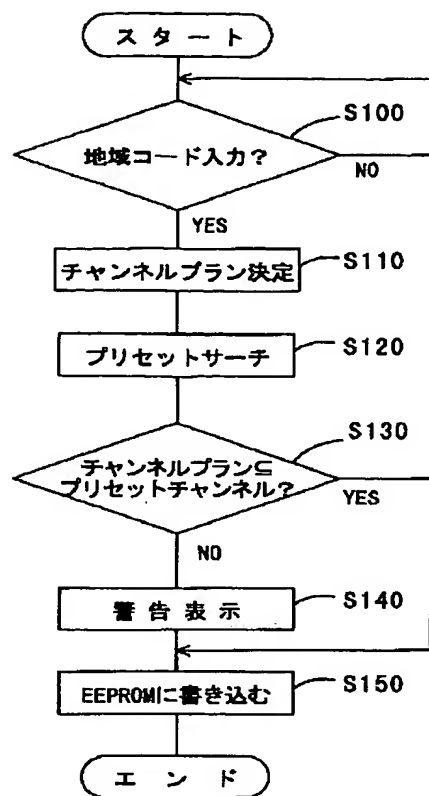 スタート
S100
地域コード入力?
NO
YES
チャンネルプラン決定
S110
プリセットサーチ
S120
S130
チャンネルプラン⊆
プリセットチャンネル?
YES
NO
警告表示
S140
EEPROMに書き込む
S150
エンド